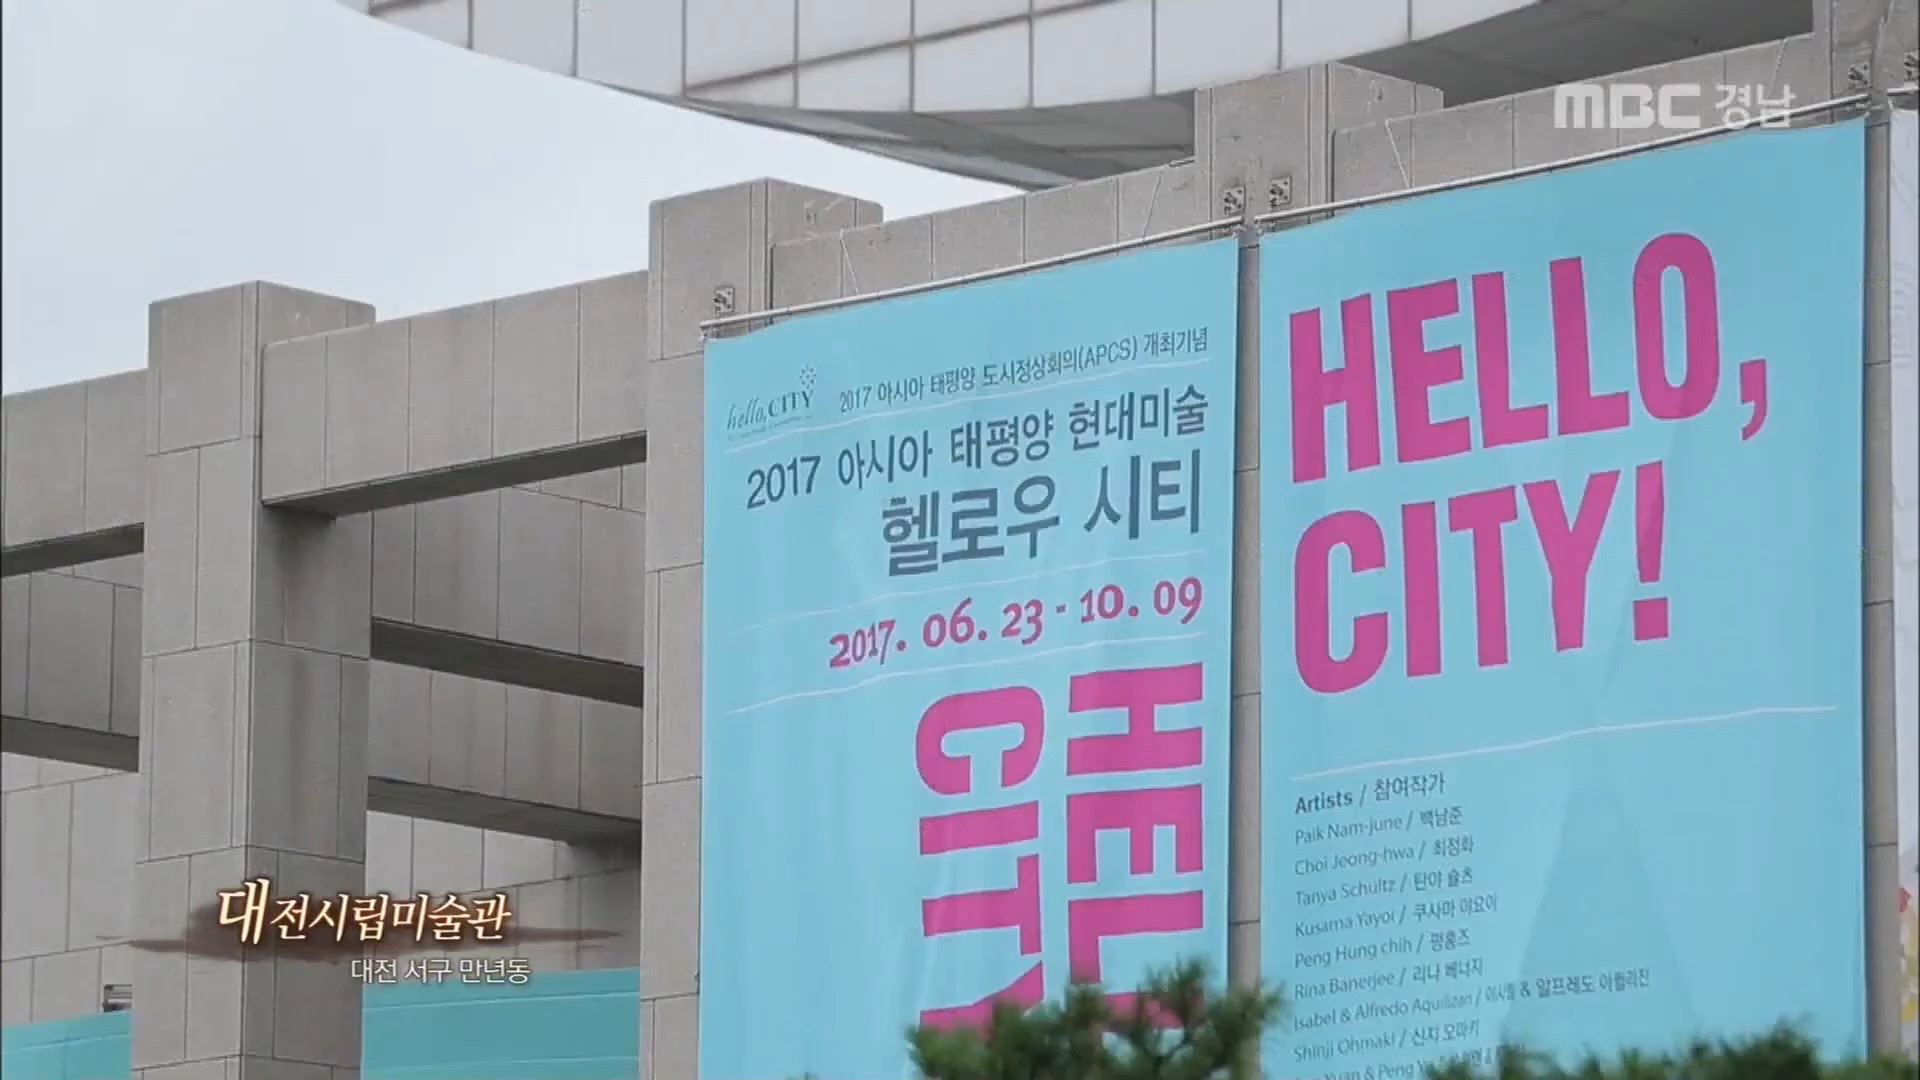 MBC 경남
hello, CITY
2017 아시아 태평양 도시정상회의(APCS) 개최기념
2017 아시아 태평양 현대미술
헬로우 시티
2017. 06. 23 - 10. 09
HELL
CITY
HELLO,
CITY!
Artists / 참여작가
Paik Nam-june / 백남준
Choi Jeong-hwa / 최정화
Tanya Schultz / 탄야 슐츠
Kusama Yayoi / 쿠사마 야요이
Peng Hung chih / 펑홍즈
Rina Banerjee / 리나 베너지
Isabel & Alfredo Aquilizan / 이사벨 & 알프레도 아퀼리잔
Shinji Ohmaki / 신지 오마키
Yuan & Peng
대전시립미술관
대전 서구 만년동